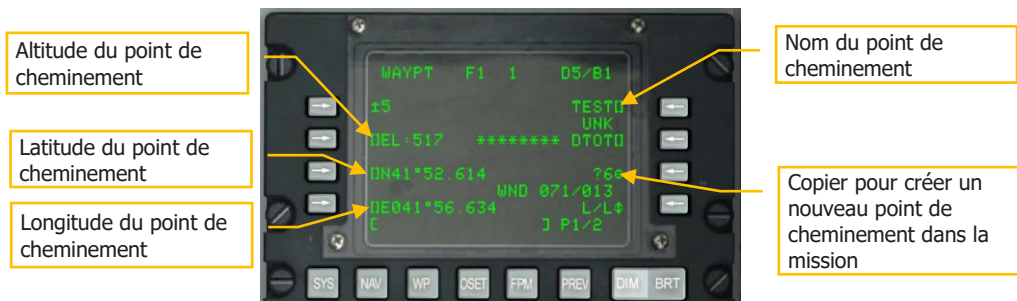 Altitude du point de
cheminement
Latitude du point de
cheminement
Longitude du point de
cheminement
WAYPT F1 1 D5/B1
±5 TEST[]
UNK
[]EL:517 ******** DTOT[]
[]N41°52.614 ?6
WND 071/013
[]E041°56.634 L/L
[ ] P1/2
SYS NAV WP OSET FPM PREV DIM BRT
Nom du point de
cheminement
Copier pour créer un
nouveau point de
cheminement dans la
mission